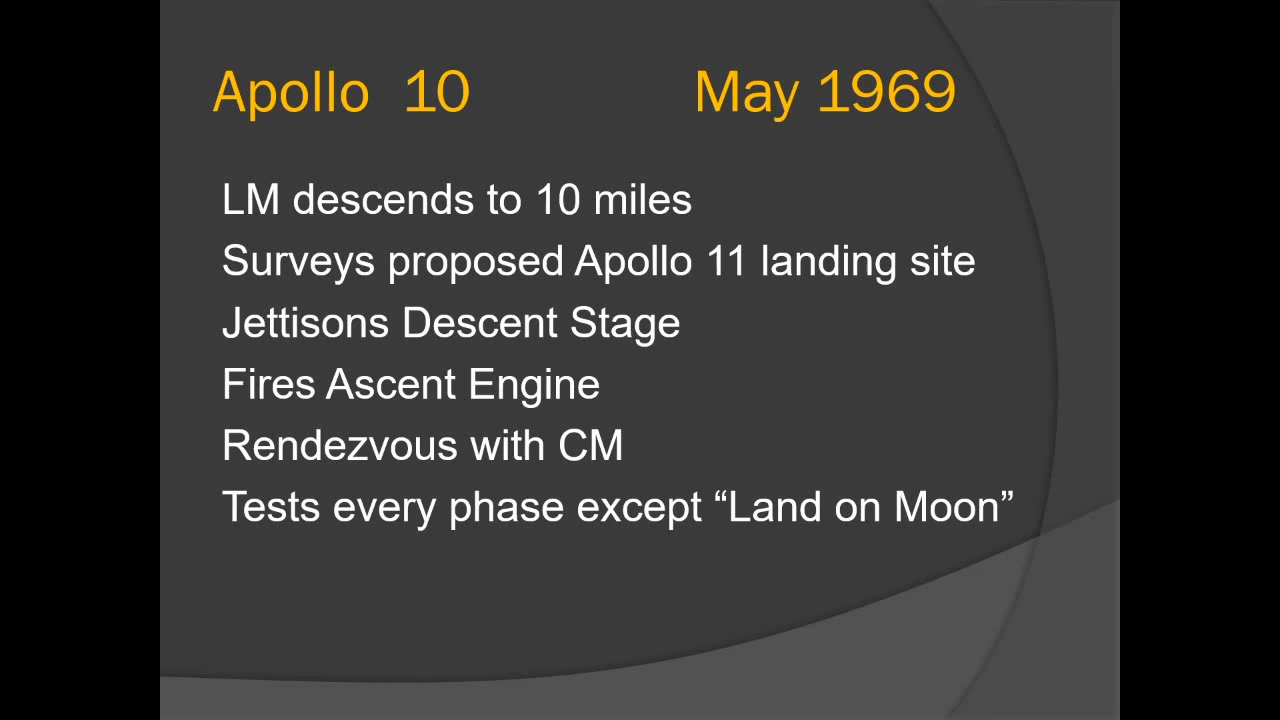 Apollo 10 May 1969
LM descends to 10 miles
Surveys proposed Apollo 11 landing site
Jettisons Descent Stage
Fires Ascent Engine
Rendezvous with CM
Tests every phase except “Land on Moon”